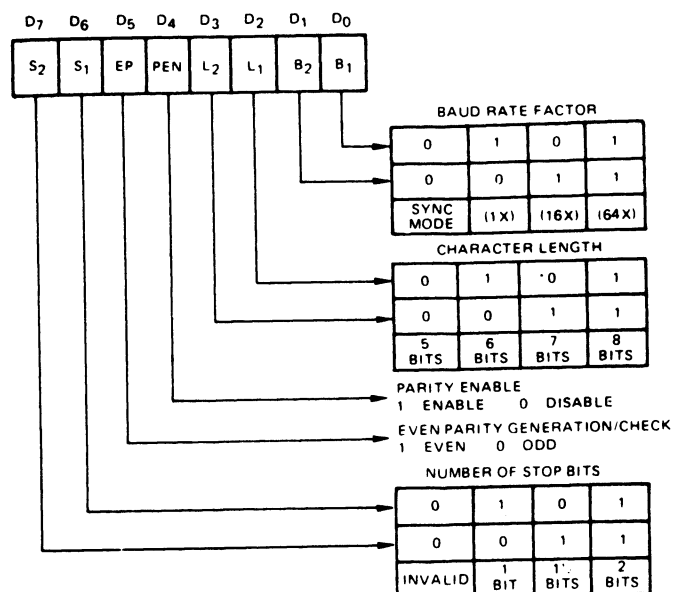 D7 D6 D5 D4 D3 D2 D1 D0
S2 S1 EP PEN L2 L1 B2 B1
BAUD RATE FACTOR
0 1 0 1
0 0 1 1
SYNC MODE (1X) (16X) (64X)
CHARACTER LENGTH
0 1 0 1
0 0 1 1
5 BITS 6 BITS 7 BITS 8 BITS
PARITY ENABLE
1 ENABLE 0 DISABLE
EVEN PARITY GENERATION/CHECK
1 EVEN 0 ODD
NUMBER OF STOP BITS
0 1 0 1
0 0 1 1
INVALID 1 BIT BITS 2 BITS